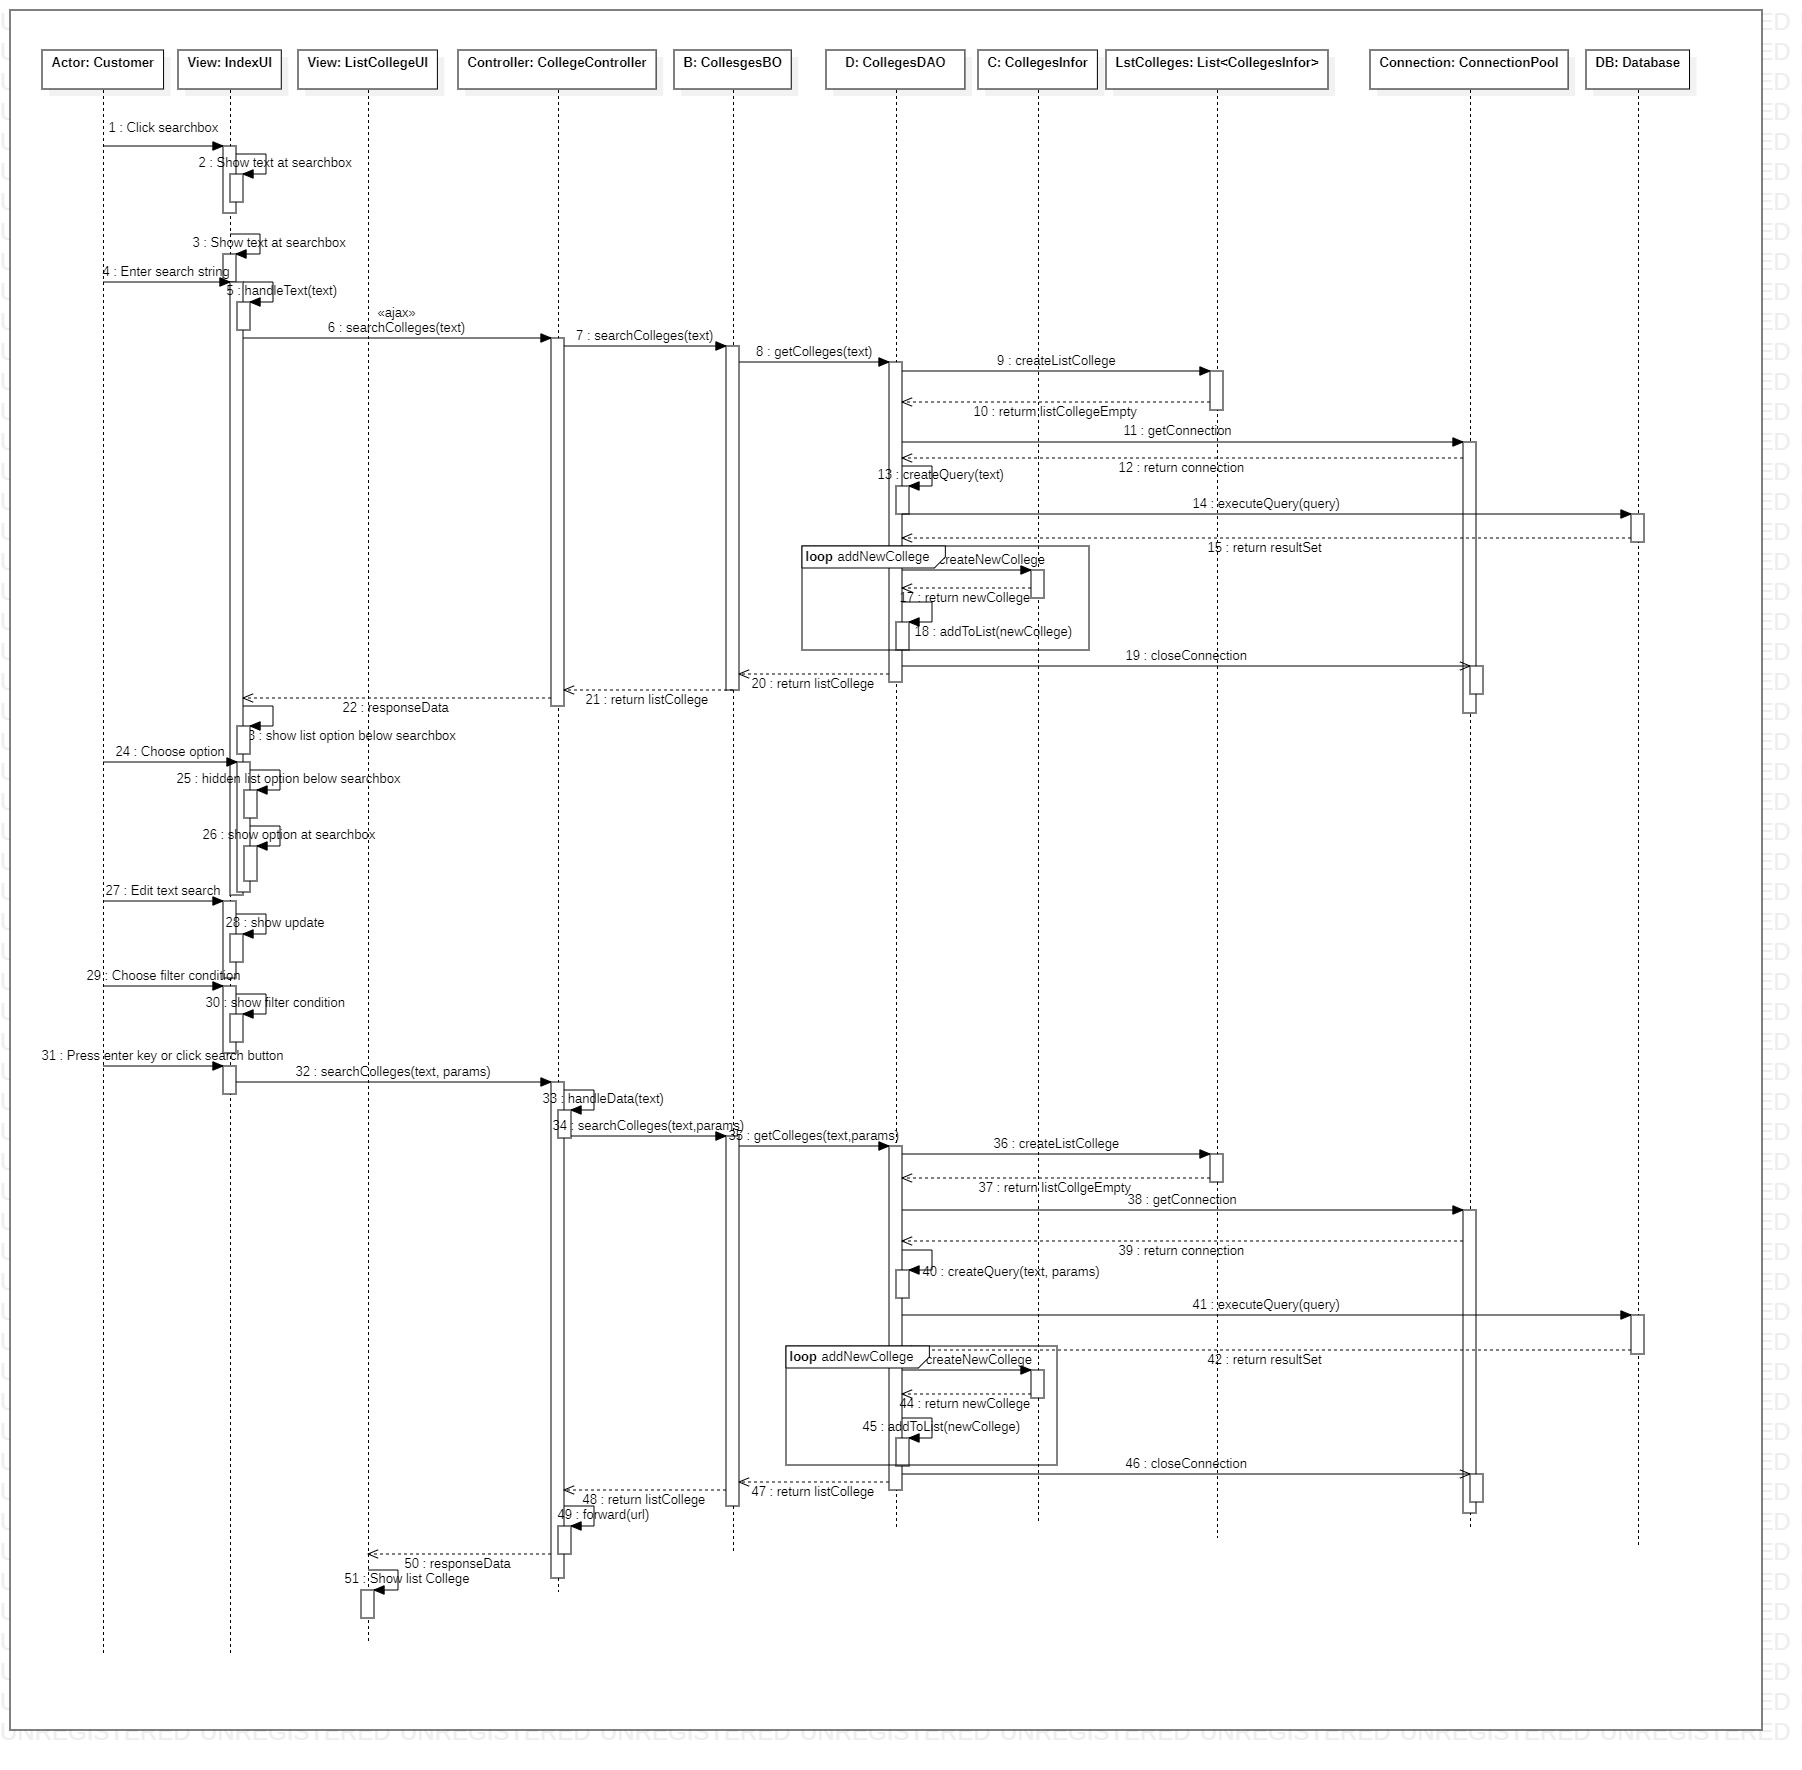 Actor: Customer
View: IndexUI
View: ListCollegeUI
Controller: CollegeController
B: CollesgesBO
D: CollegesDAO
C: CollegesInfor
LstColleges: List<CollegesInfor>
Connection: ConnectionPool
DB: Database
1 : Click searchbox
2 : Show text at searchbox
3 : Show text at searchbox
4 : Enter search string
5 : handleText(text)
«ajax»
6 : searchColleges(text)
7 : searchColleges(text)
8 : getColleges(text)
9 : createListCollege
10 : returm listCollegeEmpty
11 : getConnection
12 : return connection
13 : createQuery(text)
14 : executeQuery(query)
15 : return resultSet
loop addNewCollege
createNewCollege
17 : return newCollege
18 : addToList(newCollege)
19 : closeConnection
20 : return listCollege
21 : return listCollege
22 : responseData
3 : show list option below searchbox
24 : Choose option
25 : hidden list option below searchbox
26 : show option at searchbox
27 : Edit text search
28 : show update
29 : Choose filter condition
30 : show filter condition
31 : Press enter key or click search button
32 : searchColleges(text, params)
33 : handleData(text)
34 : searchColleges(text,params)
35 : getColleges(text,params)
36 : createListCollege
37 : return listCollgeEmpty
38 : getConnection
39 : return connection
40 : createQuery(text, params)
41 : executeQuery(query)
42 : return resultSet
loop addNewCollege
createNewCollege
44 : return newCollege
45 : addToList(newCollege)
46 : closeConnection
47 : return listCollege
48 : return listCollege
49 : forward(url)
50 : responseData
51 : Show list College
UNREGISTERED UNREGISTERED UNREGISTERED UNREGISTERED UNREGISTERED UNREGISTERED UNREGISTERED UNREGISTERED UNREGISTERED